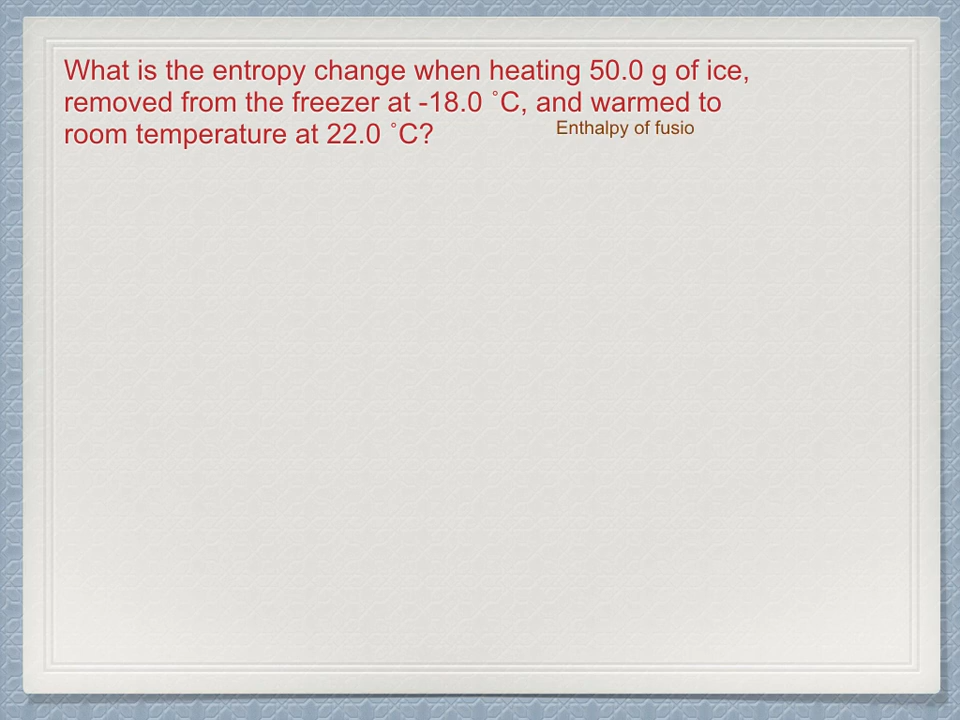 What is the entropy change when heating 50.0 g of ice,
removed from the freezer at -18.0 ˚C, and warmed to
room temperature at 22.0 ˚C?
Enthalpy of fusio